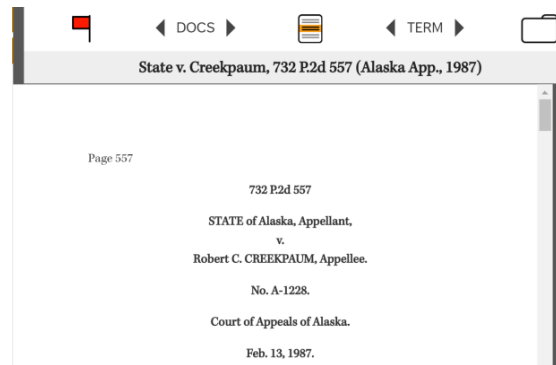 DOCS
TERM
State v. Creekpaum, 732 P.2d 557 (Alaska App., 1987)
Page 557
732 P.2d 557
STATE of Alaska, Appellant,
v.
Robert C. CREEKPAUM, Appellee.
No. A-1228.
Court of Appeals of Alaska.
Feb. 13, 1987.